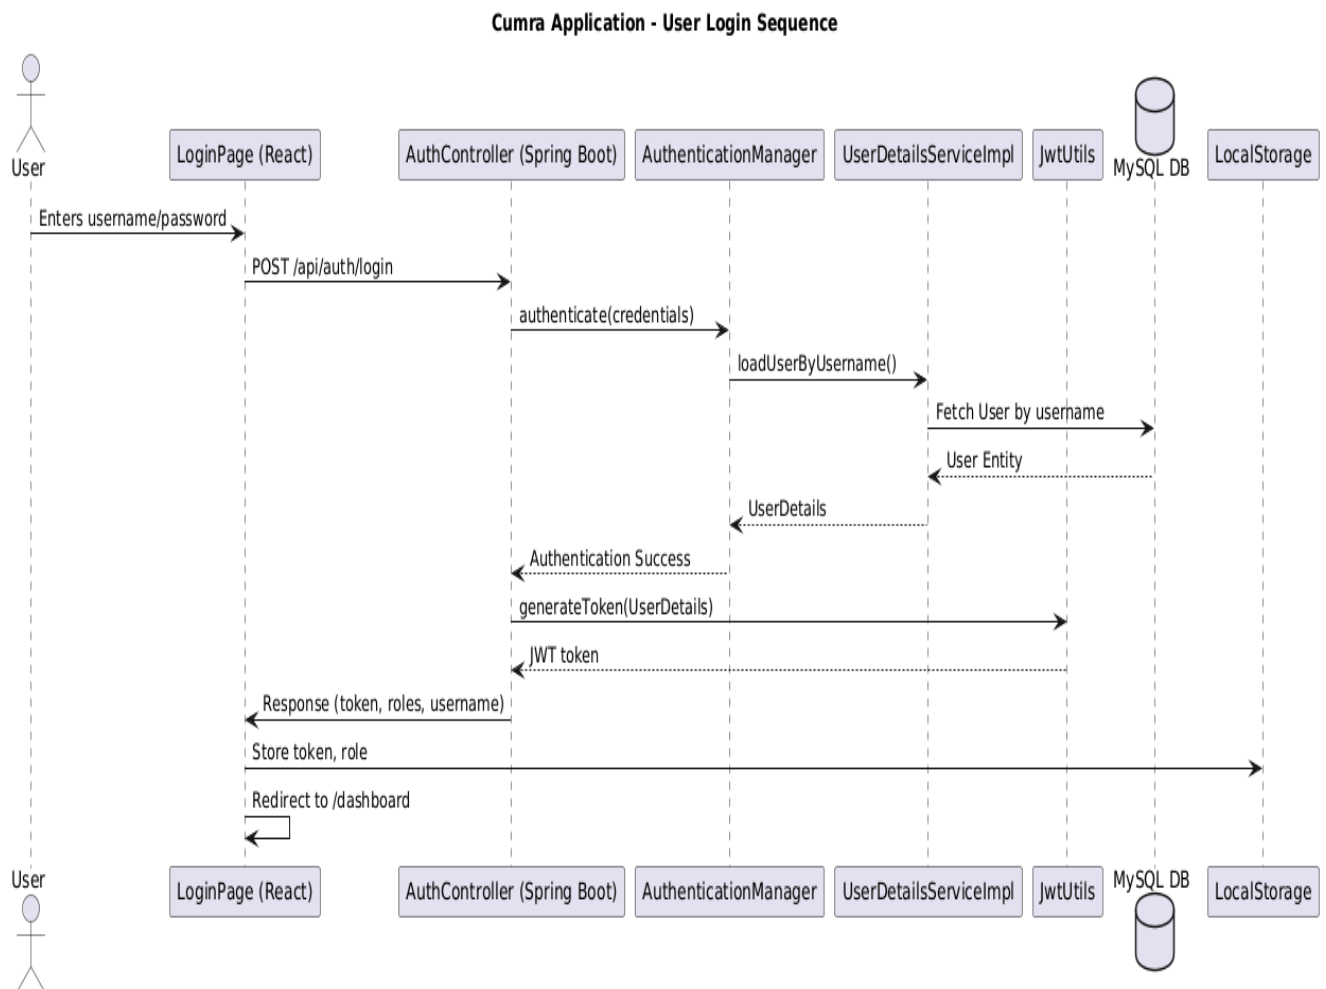 Cumra Application - User Login Sequence
User
LoginPage (React)
AuthController (Spring Boot)
AuthenticationManager
UserDetailsServiceImpl
JwtUtils
MySQL DB
LocalStorage
Enters username/password
POST /api/auth/login
authenticate(credentials)
loadUserByUsername()
Fetch User by username
User Entity
UserDetails
Authentication Success
generateToken(UserDetails)
JWT token
Response (token, roles, username)
Store token, role
Redirect to /dashboard
User
LoginPage (React)
AuthController (Spring Boot)
AuthenticationManager
UserDetailsServiceImpl
JwtUtils
MySQL DB
LocalStorage